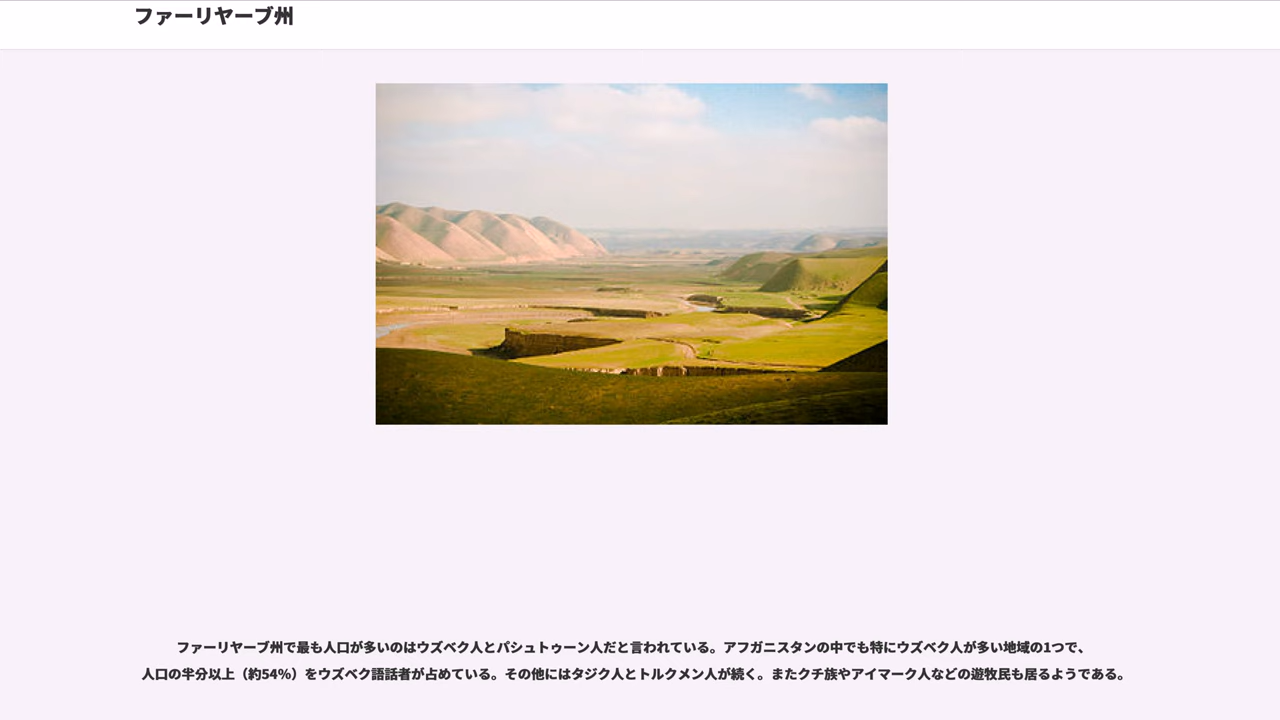 ファーリヤーブ州
ファーリヤーブ州で最も人口が多いのはウズベク人とパシュトゥーン人だと言われている。アフガニスタンの中でも特にウズベク人が多い地域の1つで、
人口の半分以上（約54%）をウズベク語話者が占めている。その他にはタジク人とトルクメン人が続く。またクチ族やアイマーク人などの遊牧民も居るようである。